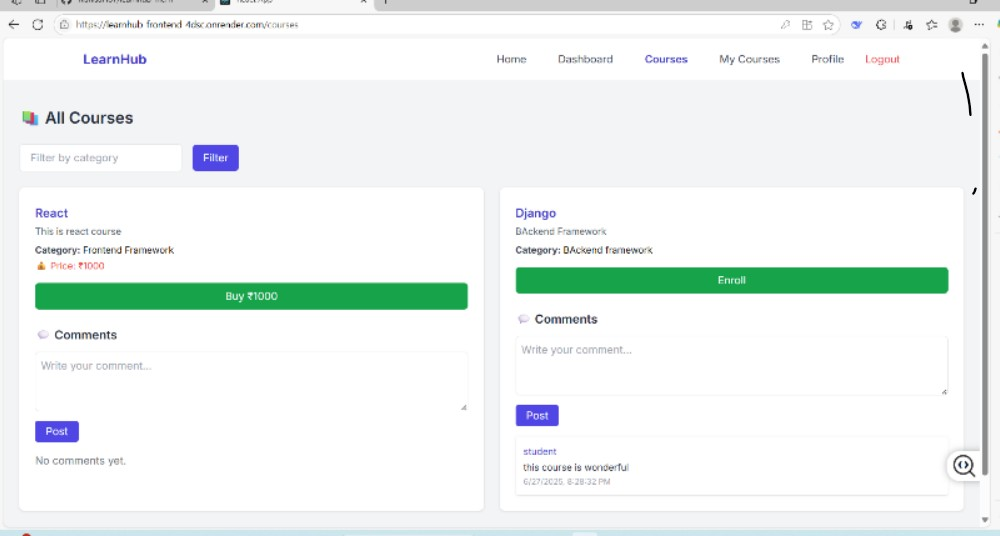 https://learnhub-frontend-4dsc.onrender.com/courses
LearnHub
Home Dashboard Courses My Courses Profile Logout
All Courses
Filter by category Filter
React
This is react course
Category: Frontend Framework
Price: ₹1000
Buy ₹1000
Comments
Write your comment...
Post
No comments yet.
Django
BAckend Framework
Category: BAckend framework
Enroll
Comments
Write your comment...
Post
student
this course is wonderful
6/27/2025, 8:28:32 PM